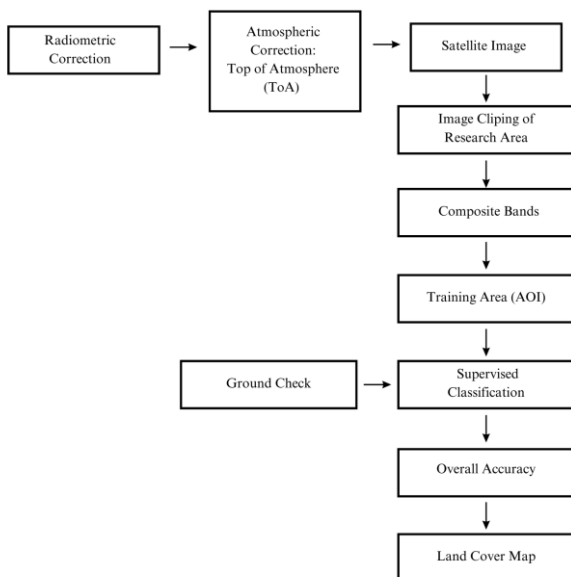 Radiometric
Correction
Atmospheric
Correction:
Top of Atmosphere
(ToA)
Satellite Image
Image Cliping of
Research Area
Composite Bands
Training Area (AOI)
Ground Check
Supervised
Classification
Overall Accuracy
Land Cover Map